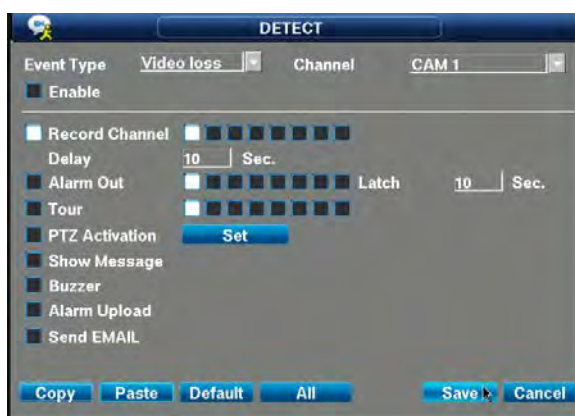 DETECT
Event Type Video loss Channel CAM 1
Enable
Record Channel
Delay 10 Sec.
Alarm Out Latch 10 Sec.
Tour
PTZ Activation Set
Show Message
Buzzer
Alarm Upload
Send EMAIL
Copy Paste Default All Save Cancel